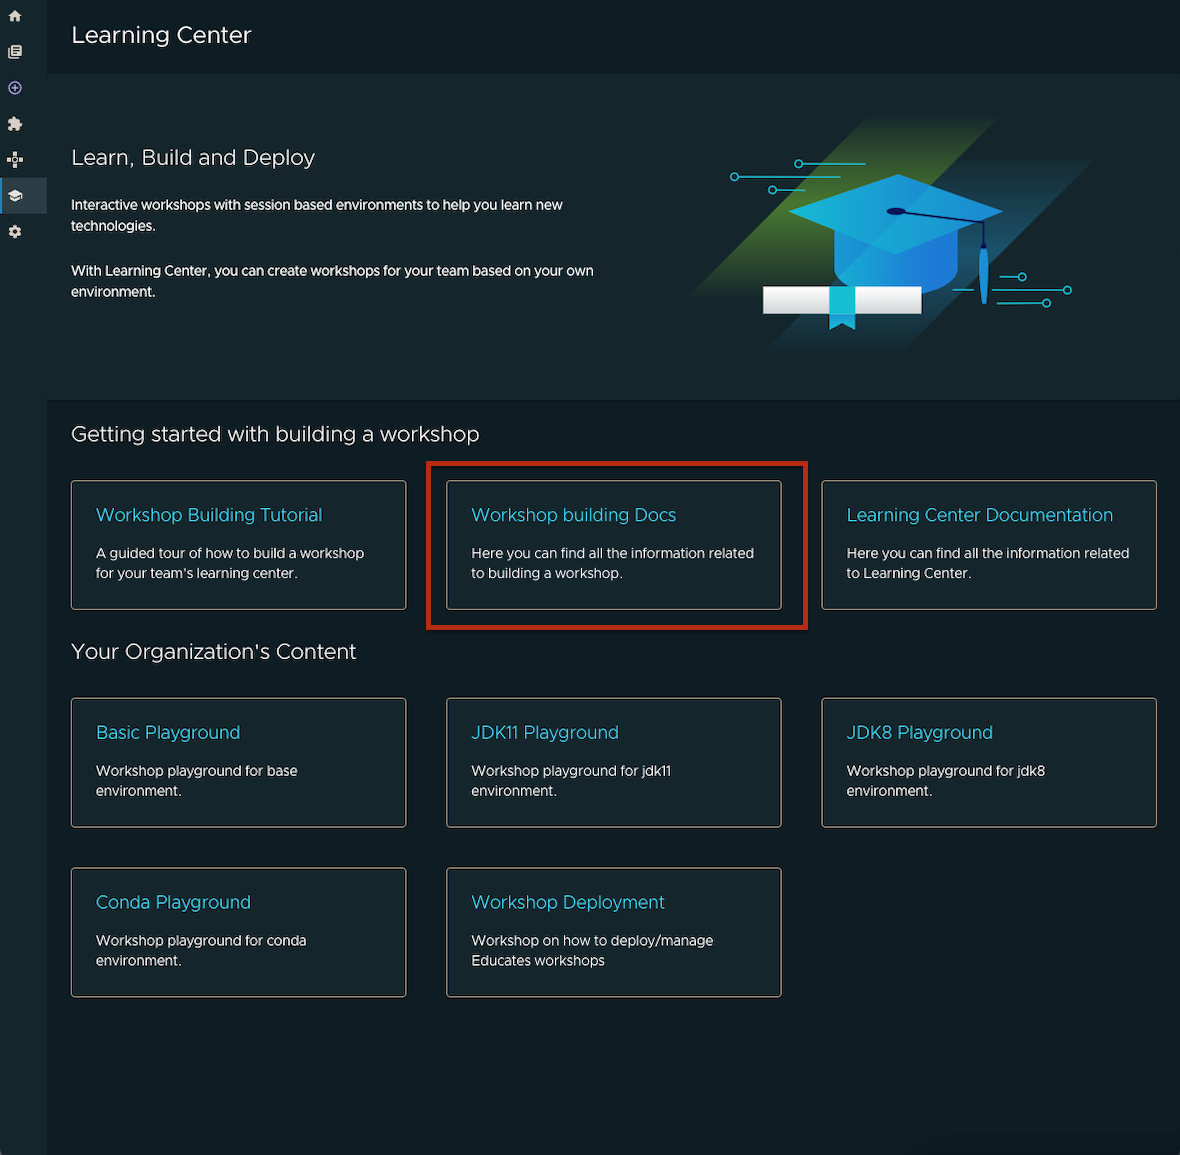 Learning Center
Learn, Build and Deploy
Interactive workshops with session based environments to help you learn new
technologies.
With Learning Center, you can create workshops for your team based on your own
environment.
Getting started with building a workshop
Workshop Building Tutorial
A guided tour of how to build a workshop
for your team's learning center.
Workshop building Docs
Here you can find all the information related
to building a workshop.
Learning Center Documentation
Here you can find all the information related
to Learning Center.
Your Organization's Content
Basic Playground
Workshop playground for base
environment.
JDK11 Playground
Workshop playground for jdk11
environment.
JDK8 Playground
Workshop playground for jdk8
environment.
Conda Playground
Workshop playground for conda
environment.
Workshop Deployment
Workshop on how to deploy/manage
Educates workshops